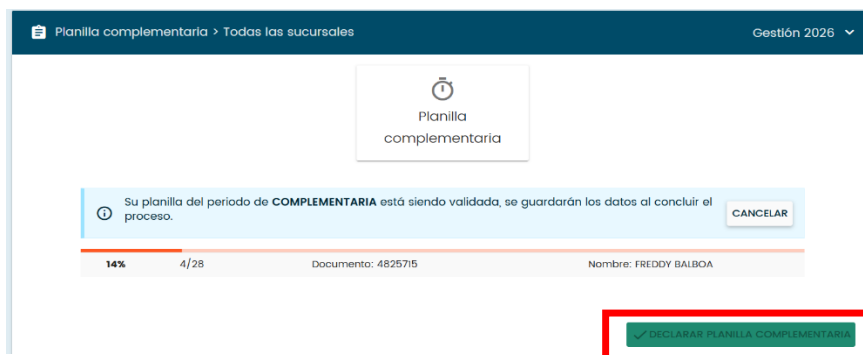 Planilla complementaria > Todas las sucursales
Gestión 2026
Planilla
complementaria
Su planilla del periodo de COMPLEMENTARIA está siendo validada, se guardarán los datos al concluir el
proceso.
CANCELAR
14% 4/28 Documento: 4825715 Nombre: FREDDY BALBOA
DECLARAR PLANILLA COMPLEMENTARIA